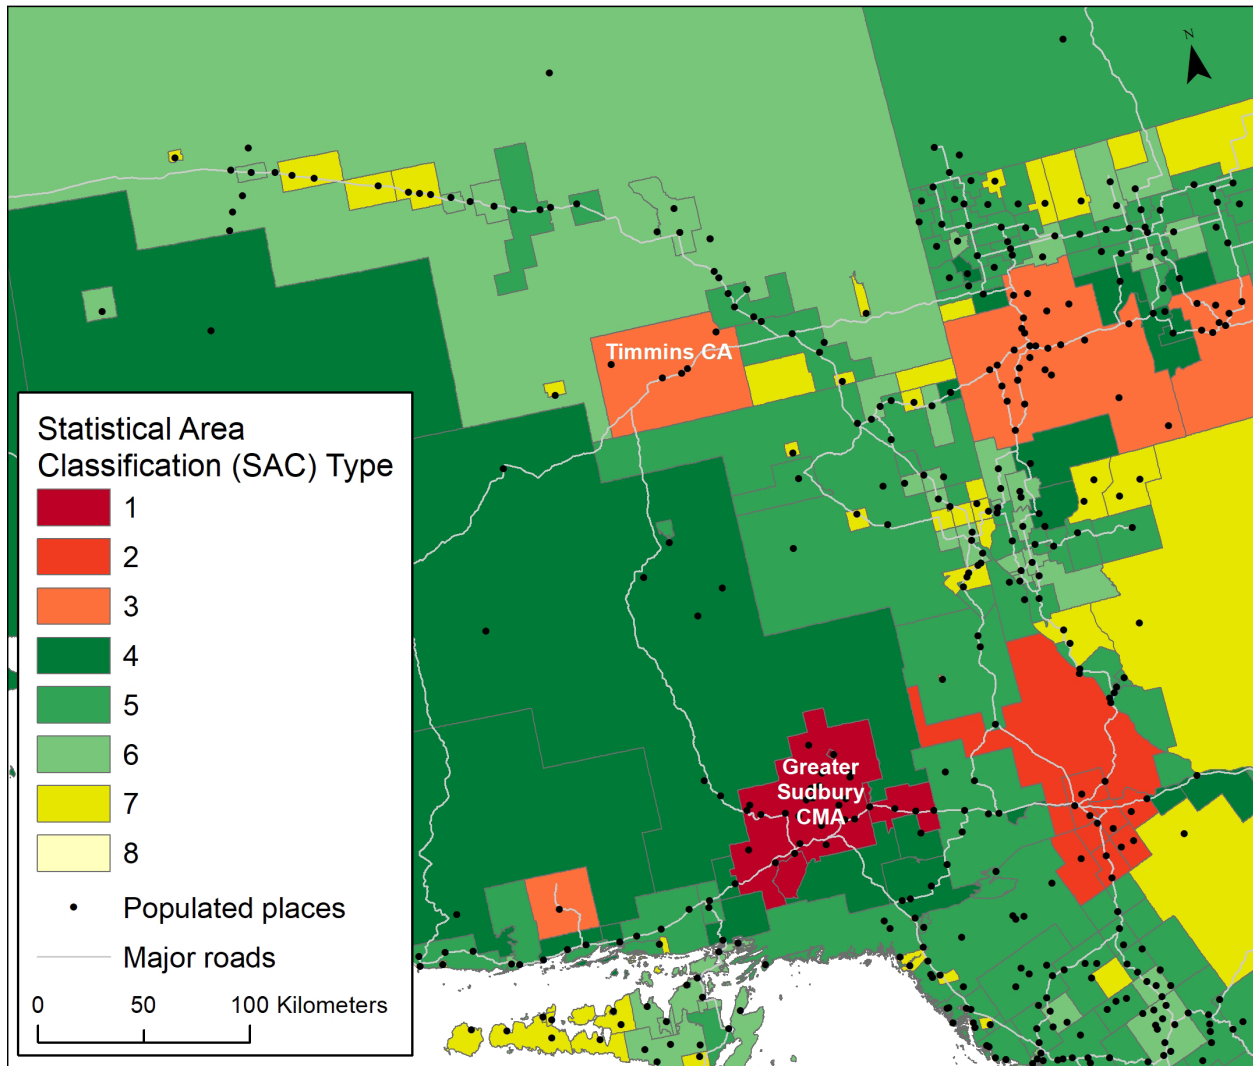 N
Timmins CA
Greater
Sudbury
CMA
Statistical Area
Classification (SAC) Type
1
2
3
4
5
6
7
8
Populated places
Major roads
0 50 100 Kilometers